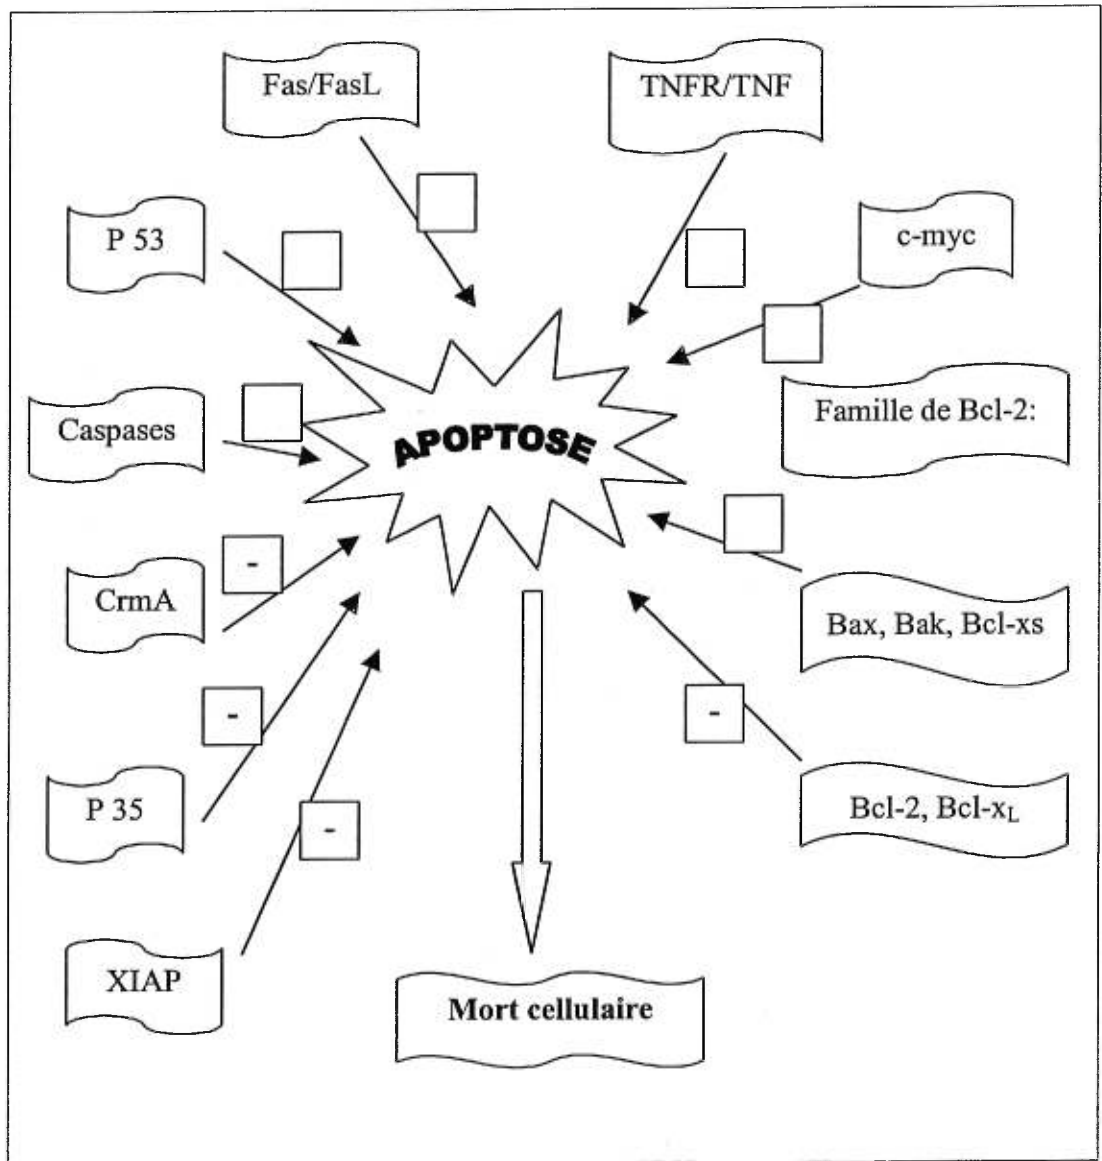 Fas/FasL
TNFR/TNF
P 53
c-myc
Caspases
Famille de Bcl-2:
APOPTOSE
-
CrmA
Bax, Bak, Bcl-xs
-
-
P 35
Bcl-2, Bcl-xL
-
XIAP
Mort cellulaire